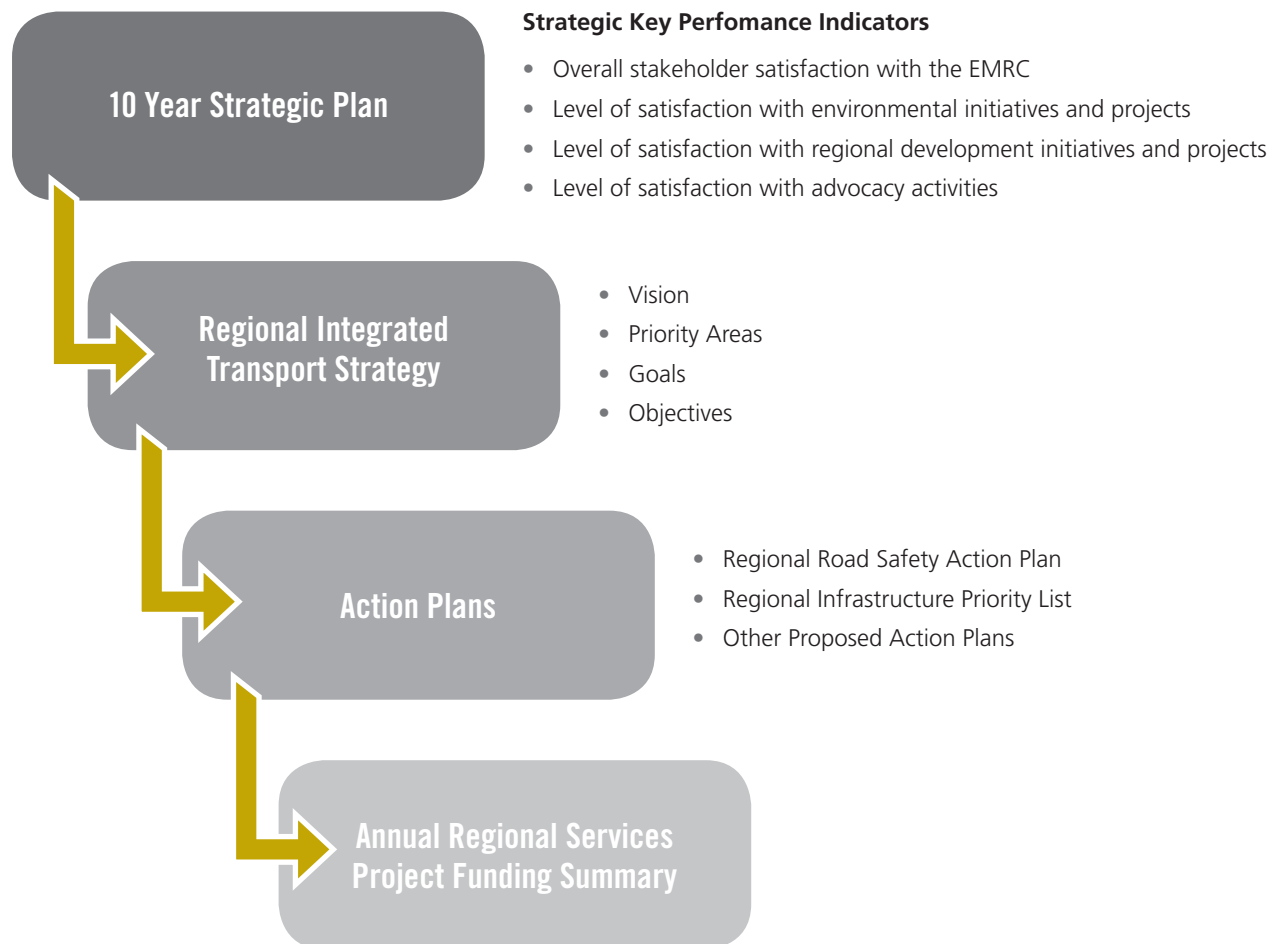 Strategic Key Perfomance Indicators
10 Year Strategic Plan
• Overall stakeholder satisfaction with the EMRC
• Level of satisfaction with environmental initiatives and projects
• Level of satisfaction with regional development initiatives and projects
• Level of satisfaction with advocacy activities
Regional Integrated
Transport Strategy
• Vision
• Priority Areas
• Goals
• Objectives
Action Plans
• Regional Road Safety Action Plan
• Regional Infrastructure Priority List
• Other Proposed Action Plans
Annual Regional Services
Project Funding Summary